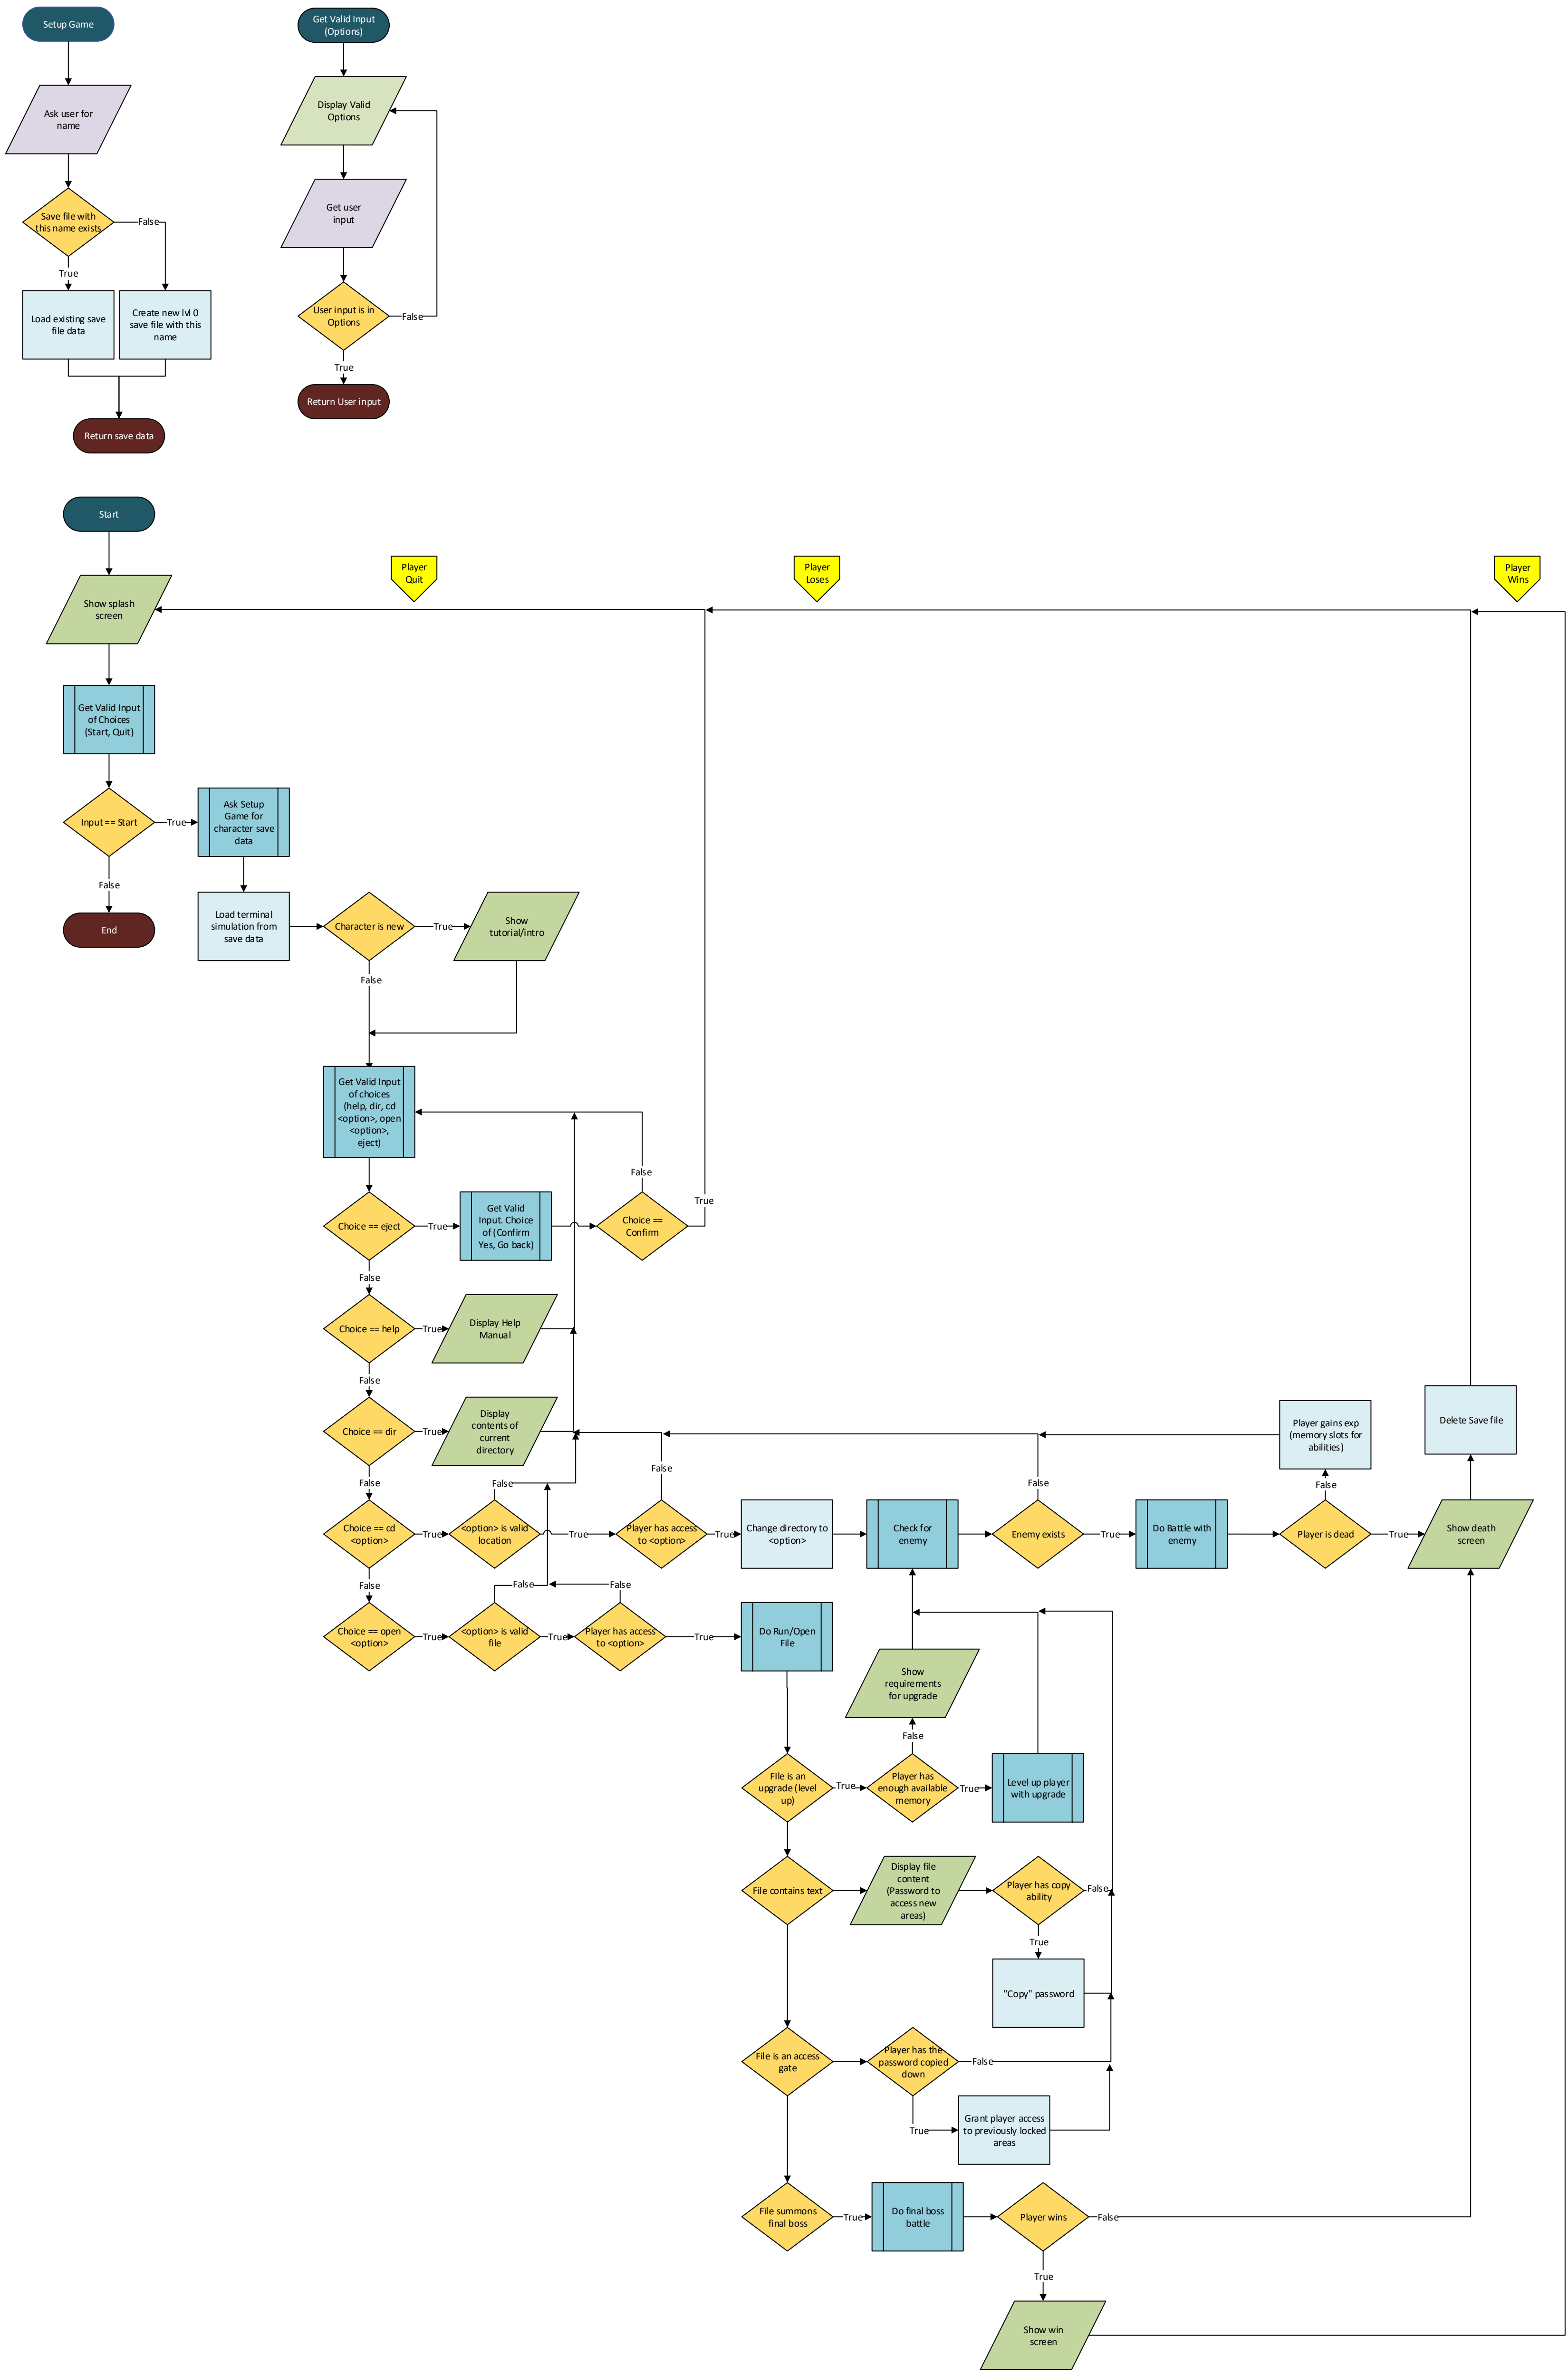 Setup Game
Ask user for
name
Save file with
this name exists
False
True
Load existing save
file data
Create new lvl 0
save file with this
name
Return save data
Get Valid Input
(Options)
Display Valid
Options
Get user
input
User input is in
Options
False
True
Return User input
Start
Player
Quit
Player
Loses
Player
Wins
Show splash
screen
Get Valid Input
of Choices
(Start, Quit)
Input == Start
True
False
End
Ask Setup
Game for
character save
data
Load terminal
simulation from
save data
Character is new
True
False
Show
tutorial/intro
Get Valid Input
of choices
(help, dir, cd
<option>, open
<option>,
eject)
Choice == eject
True
False
Get Valid
Input. Choice
of (Confirm
Yes, Go back)
Choice ==
Confirm
False
True
Choice == help
True
False
Display Help
Manual
Choice == dir
True
False
Display
contents of
current
directory
Choice == cd
<option>
True
False
<option> is valid
location
False
True
Player has access
to <option>
False
True
Change directory to
<option>
Check for
enemy
Enemy exists
False
True
Do Battle with
enemy
Player is dead
False
True
Player gains exp
(memory slots for
abilities)
Show death
screen
Delete Save file
Choice == open
<option>
True
<option> is valid
file
False
True
Player has access
to <option>
False
True
Do Run/Open
File
Show
requirements
for upgrade
FIle is an
upgrade (level
up)
True
Player has
enough available
memory
False
True
Level up player
with upgrade
File contains text
Display file
content
(Password to
access new
areas)
Player has copy
ability
False
True
"Copy" password
File is an access
gate
Player has the
password copied
down
False
True
Grant player access
to previously locked
areas
File summons
final boss
True
Do final boss
battle
Player wins
False
True
Show win
screen